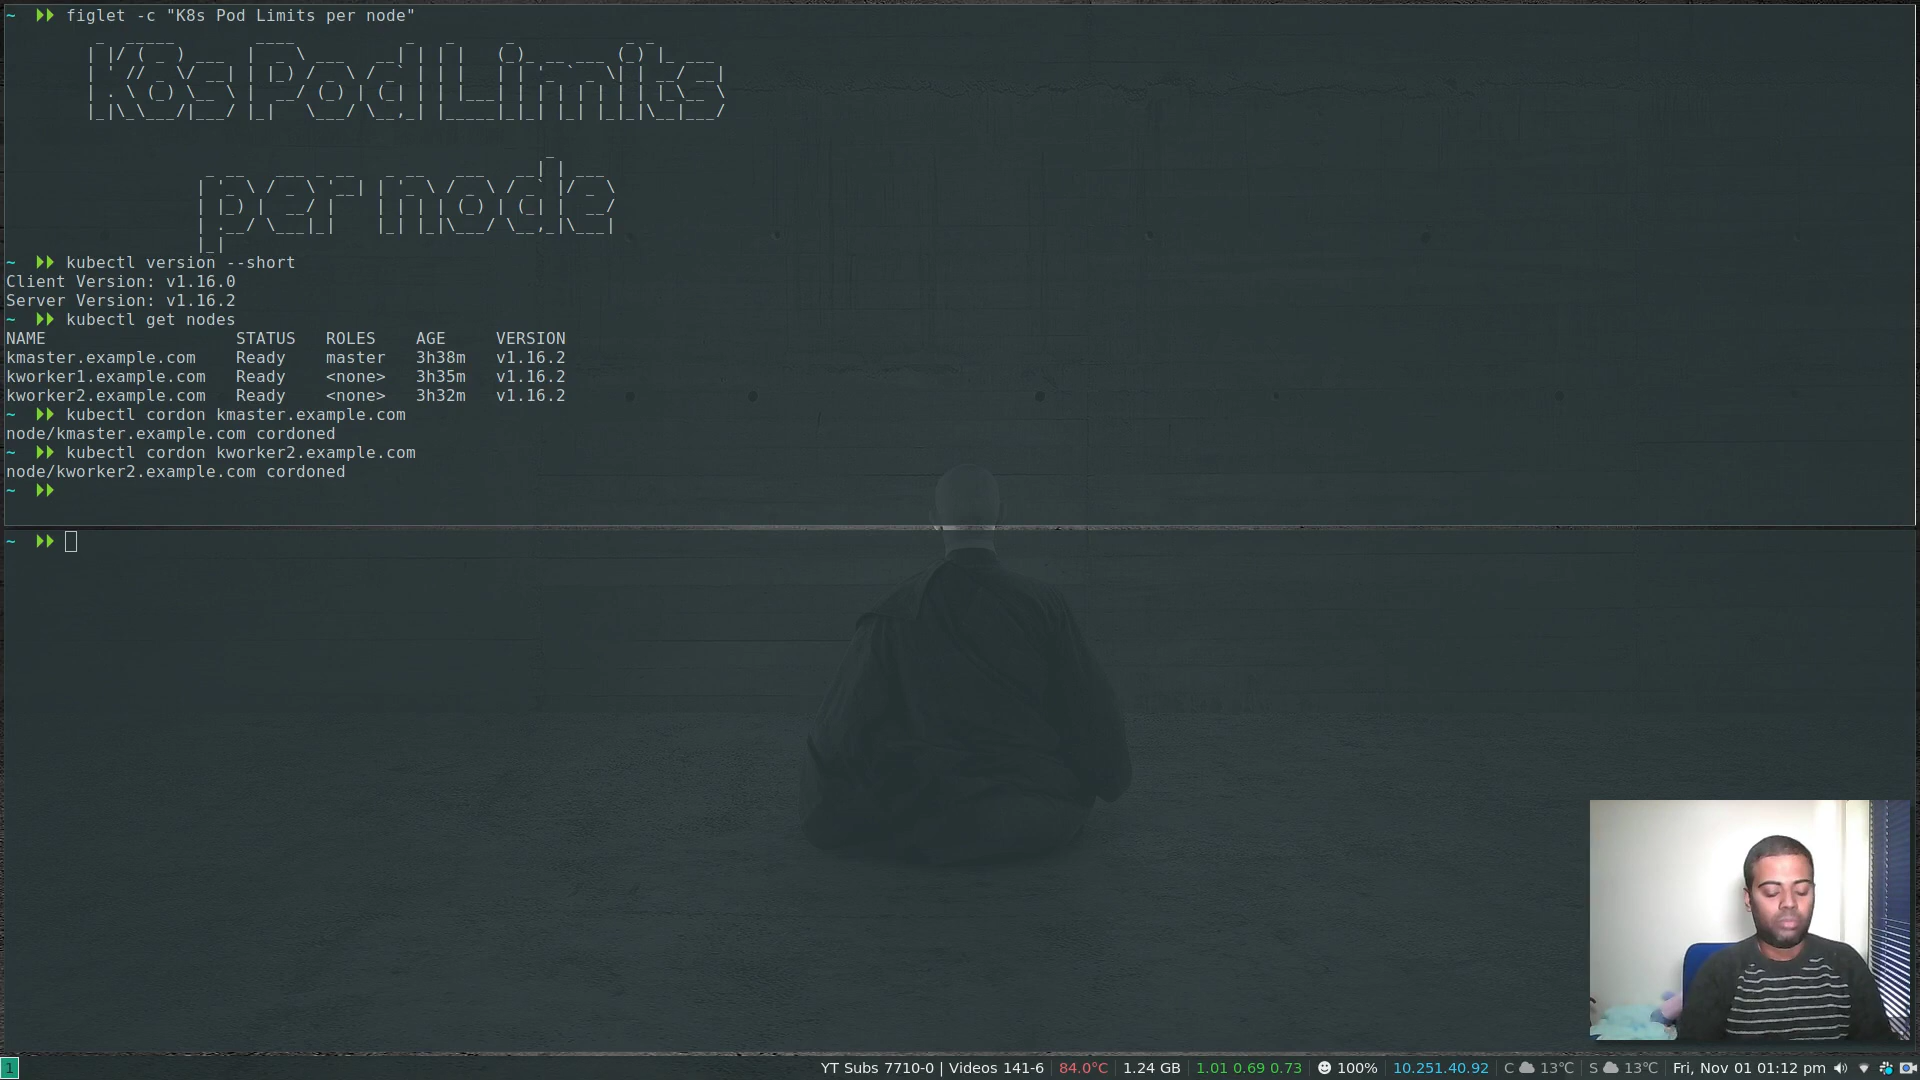 ~ figlet -c "K8s Pod Limits per node"
K8s Pod Limits
per node
~ kubectl version --short
Client Version: v1.16.0
Server Version: v1.16.2
~ kubectl get nodes
NAME STATUS ROLES AGE VERSION
kmaster.example.com Ready master 3h38m v1.16.2
kworker1.example.com Ready <none> 3h35m v1.16.2
kworker2.example.com Ready <none> 3h32m v1.16.2
~ kubectl cordon kmaster.example.com
node/kmaster.example.com cordoned
~ kubectl cordon kworker2.example.com
node/kworker2.example.com cordoned
~
~
1 YT Subs 7710-0 | Videos 141-6 84.0°C 1.24 GB 1.01 0.69 0.73 100% 10.251.40.92 C 13°C S 13°C Fri, Nov 01 01:12 pm